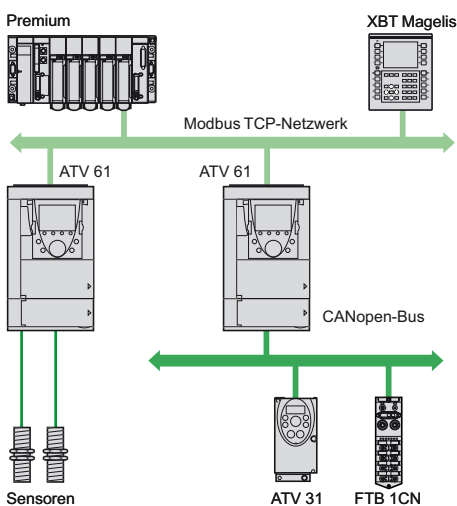 Premium
XBT Magelis
Modbus TCP-Netzwerk
ATV 61
ATV 61
CANopen-Bus
Sensoren
ATV 31
FTB 1CN